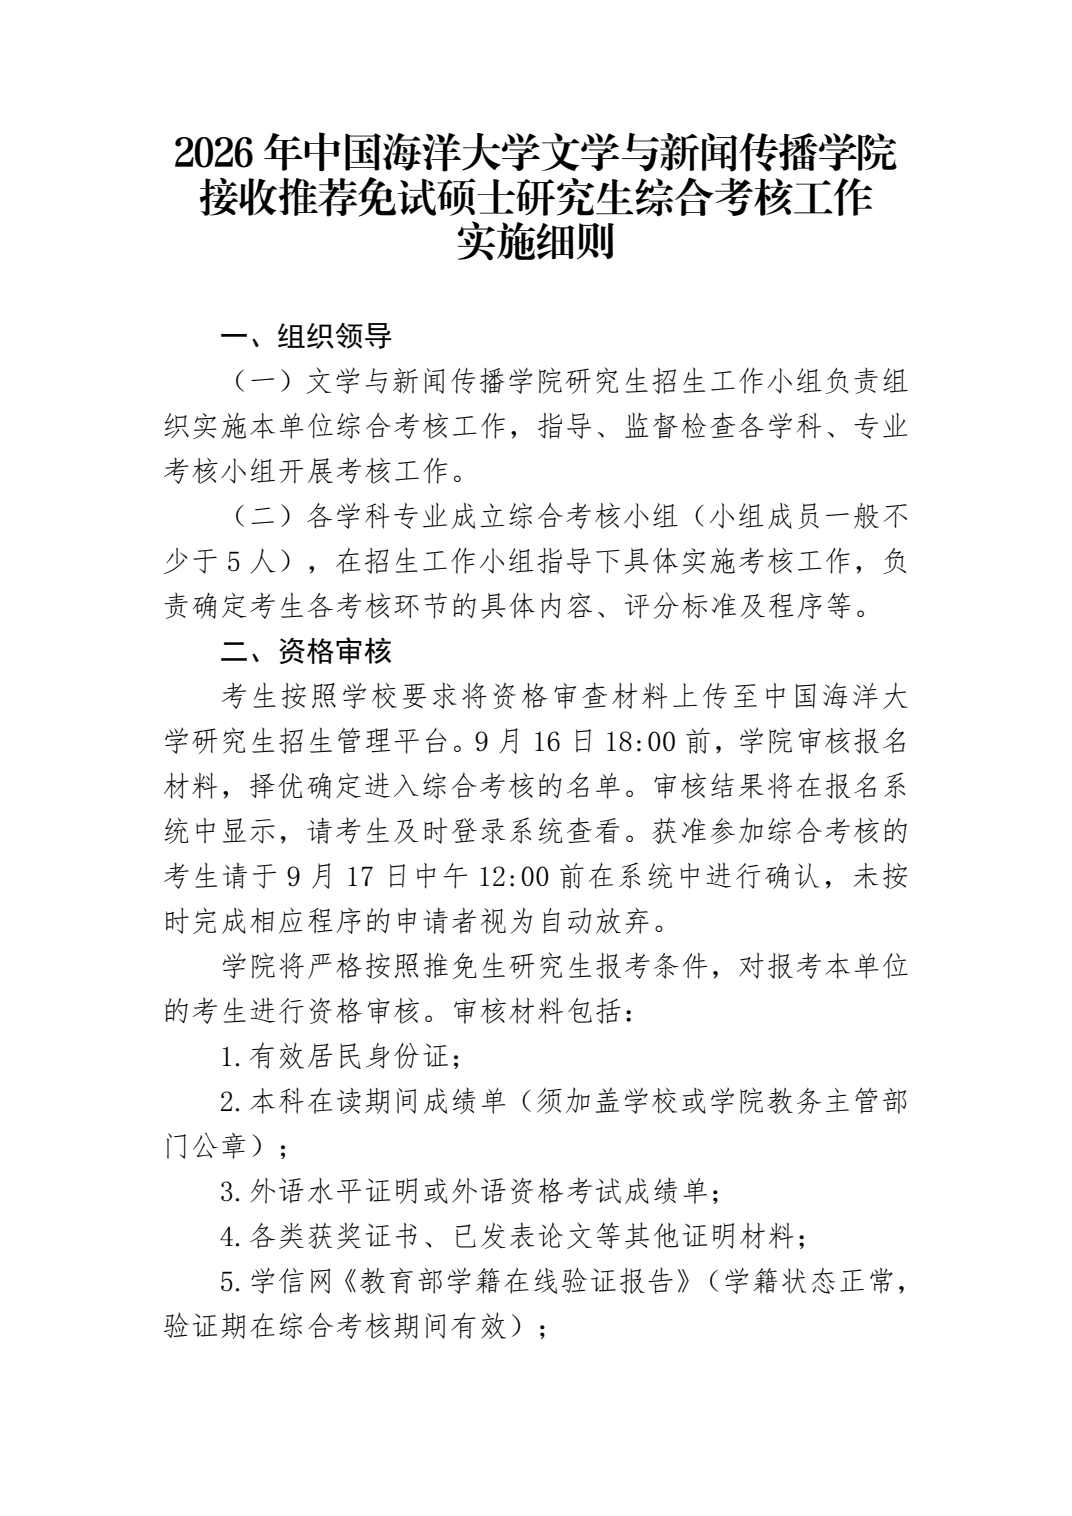 2026 年中国海洋大学文学与新闻传播学院
接收推荐免试硕士研究生综合考核工作
实施细则
一、组织领导
（一）文学与新闻传播学院研究生招生工作小组负责组
织实施本单位综合考核工作，指导、监督检查各学科、专业
考核小组开展考核工作。
（二）各学科专业成立综合考核小组（小组成员一般不
少于 5 人），在招生工作小组指导下具体实施考核工作，负
责确定考生各考核环节的具体内容、评分标准及程序等。
二、资格审核
考生按照学校要求将资格审查材料上传至中国海洋大
学研究生招生管理平台。9 月 16 日 18:00 前，学院审核报名
材料，择优确定进入综合考核的名单。审核结果将在报名系
统中显示，请考生及时登录系统查看。获准参加综合考核的
考生请于 9 月 17 日中午 12:00 前在系统中进行确认，未按
时完成相应程序的申请者视为自动放弃。
学院将严格按照推免生研究生报考条件，对报考本单位
的考生进行资格审核。审核材料包括：
1.有效居民身份证；
2.本科在读期间成绩单（须加盖学校或学院教务主管部
门公章）；
3.外语水平证明或外语资格考试成绩单；
4.各类获奖证书、已发表论文等其他证明材料；
5.学信网《教育部学籍在线验证报告》（学籍状态正常，
验证期在综合考核期间有效）；